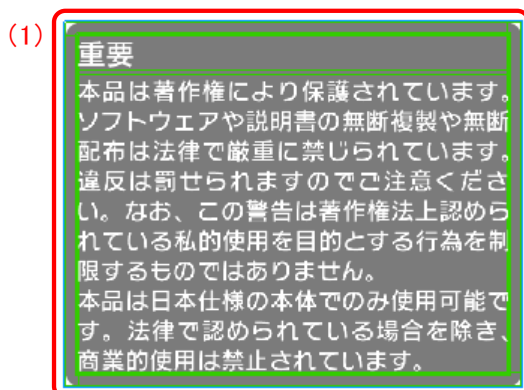 (1)
重要
本品は著作権により保護されています。
ソフトウェアや説明書の無断複製や無断
配布は法律で厳重に禁じられています。
違反は罰せられますのでご注意くださ
い。なお、この警告は著作権法上認めら
れている私的使用を目的とする行為を制
限するものではありません。
本品は日本仕様の本体でのみ使用可能で
す。法律で認められている場合を除き、
商業的使用は禁止されています。